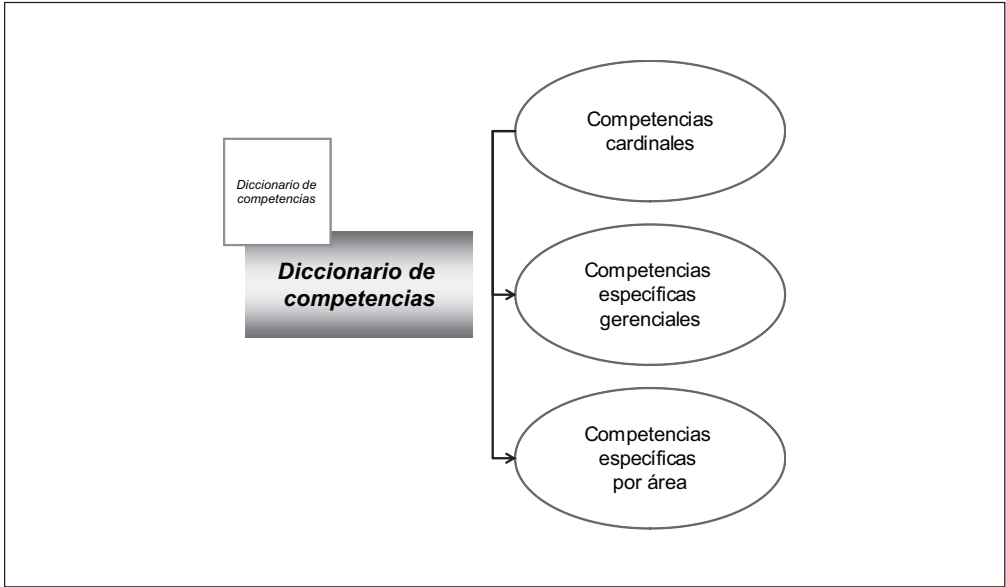 Diccionario de
competencias
Diccionario de
competencias
Competencias
cardinales
Competencias
específicas
gerenciales
Competencias
específicas
por área